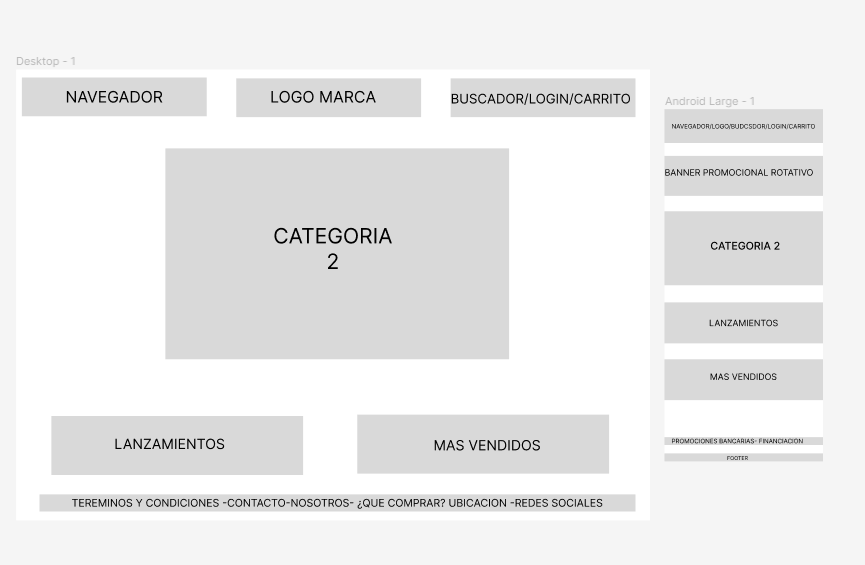 Desktop - 1
NAVEGADOR
LOGO MARCA
BUSCADOR/LOGIN/CARRITO
CATEGORIA
2
LANZAMIENTOS
MAS VENDIDOS
TEREMINOS Y CONDICIONES -CONTACTO-NOSOTROS- ¿QUE COMPRAR? UBICACION -REDES SOCIALES
Android Large - 1
NAVEGADOR/LOGO/BUDCSDOR/LOGIN/CARRITO
BANNER PROMOCIONAL ROTATIVO
CATEGORIA 2
LANZAMIENTOS
MAS VENDIDOS
PROMOCIONES BANCARIAS- FINANCIACION
FOOTER